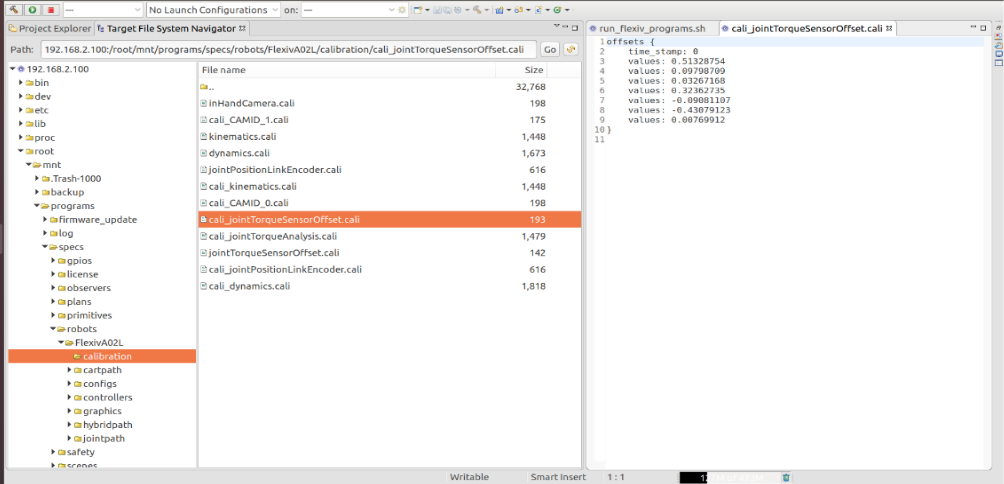 --- No Launch Configurations on: ---
Project Explorer Target File System Navigator
Path: 192.168.2.100:/root/mnt/programs/specs/robots/FlexivA02L/calibration/cali_jointTorqueSensorOffset.cali Go
192.168.2.100
bin
dev
etc
lib
proc
root
mnt
.Trash-1000
backup
programs
firmware_update
log
specs
gpios
license
observers
plans
primitives
robots
FlexivA02L
calibration
cartpath
configs
controllers
graphics
hybridpath
jointpath
safety
scenes
File name Size
.. 32,768
inHandCamera.cali 198
cali_CAMID_1.cali 175
kinematics.cali 1,448
dynamics.cali 1,673
jointPositionLinkEncoder.cali 616
cali_kinematics.cali 1,448
cali_CAMID_0.cali 198
cali_jointTorqueSensorOffset.cali 193
cali_jointTorqueAnalysis.cali 1,479
jointTorqueSensorOffset.cali 142
cali_jointPositionLinkEncoder.cali 616
cali_dynamics.cali 1,818
run_flexiv_programs.sh cali_jointTorqueSensorOffset.cali
1 offsets {
2 time_stamp: 0
3 values: 0.51328754
4 values: 0.09798709
5 values: 0.03267168
6 values: 0.32362735
7 values: -0.09081107
8 values: -0.43079123
9 values: 0.00769912
10 }
11
Writable Smart Insert 1 : 1